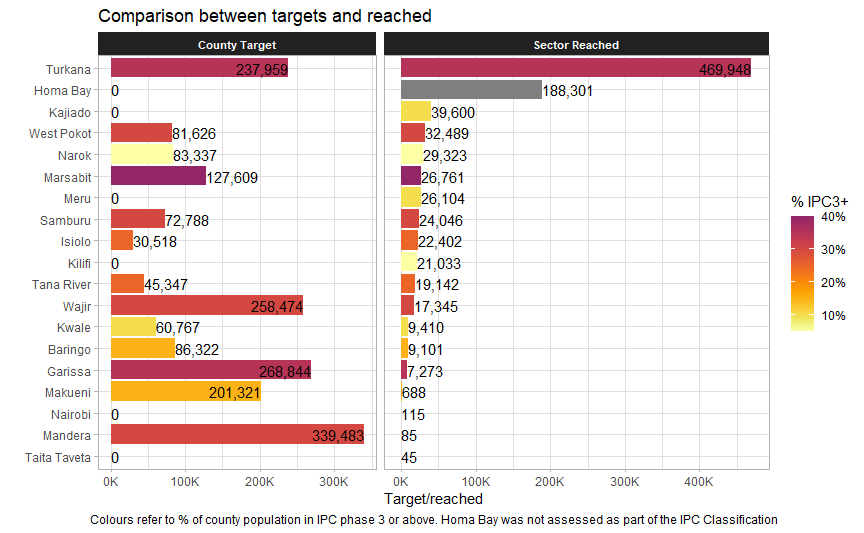 Comparison between targets and reached
County Target Sector Reached
Turkana 237,959 469,948
Homa Bay 0 188,301
Kajiado 0 39,600
West Pokot 81,626 32,489
Narok 83,337 29,323
Marsabit 127,609 26,761
Meru 0 26,104
Samburu 72,788 24,046
Isiolo 30,518 22,402
Kilifi 0 21,033
Tana River 45,347 19,142
Wajir 258,474 17,345
Kwale 60,767 9,410
Baringo 86,322 9,101
Garissa 268,844 7,273
Makueni 201,321 688
Nairobi 0 115
Mandera 339,483 85
Taita Taveta 0 45
0K 100K 200K 300K 0K 100K 200K 300K 400K
Target/reached
% IPC3+
40%
30%
20%
10%
Colours refer to % of county population in IPC phase 3 or above. Homa Bay was not assessed as part of the IPC Classification